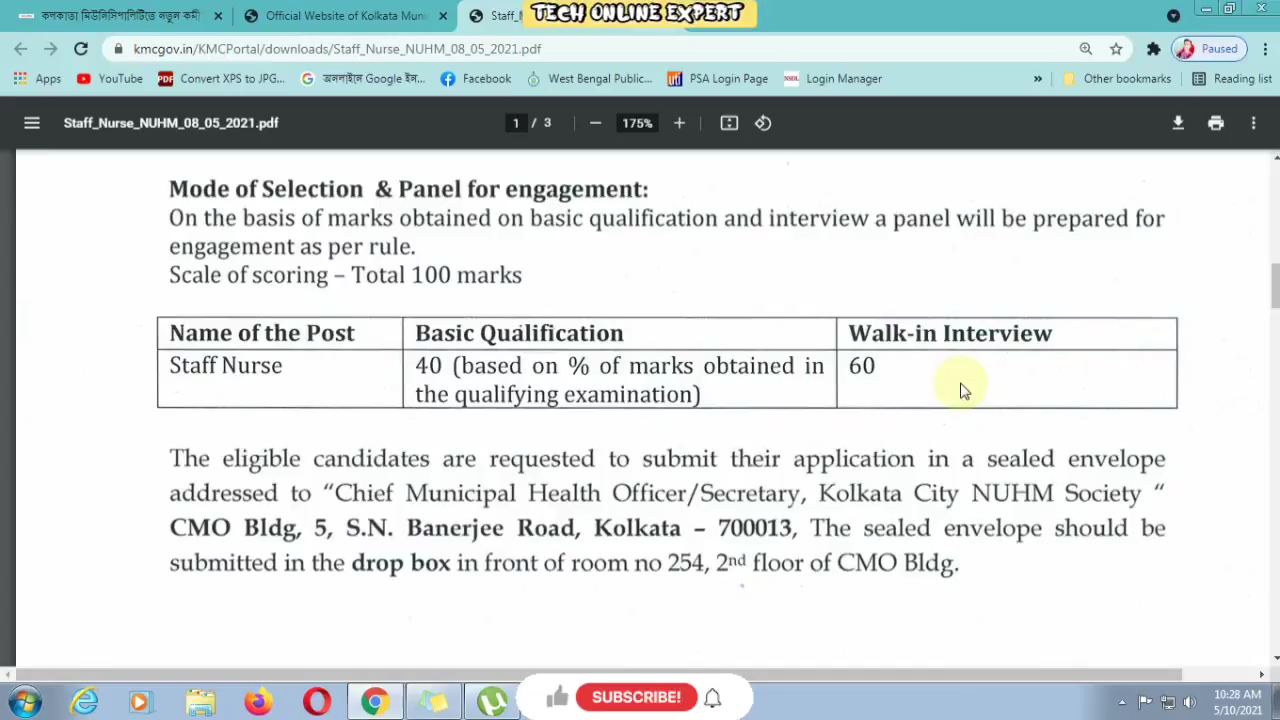 TECH ONLINE EXPERT
Official Website of Kolkata Muni
Staff_
kmcgov.in/KMCPortal/downloads/Staff_Nurse_NUHM_08_05_2021.pdf
Paused
Apps YouTube Convert XPS to JPG... Facebook West Bengal Public... PSA Login Page Login Manager » Other bookmarks Reading list
Staff_Nurse_NUHM_08_05_2021.pdf 1 / 3 175%
Mode of Selection & Panel for engagement:
On the basis of marks obtained on basic qualification and interview a panel will be prepared for
engagement as per rule.
Scale of scoring – Total 100 marks
Name of the Post Basic Qualification Walk-in Interview
Staff Nurse 40 (based on % of marks obtained in 60
the qualifying examination)
The eligible candidates are requested to submit their application in a sealed envelope
addressed to “Chief Municipal Health Officer/Secretary, Kolkata City NUHM Society “
CMO Bldg, 5, S.N. Banerjee Road, Kolkata – 700013, The sealed envelope should be
submitted in the drop box in front of room no 254, 2nd floor of CMO Bldg.
SUBSCRIBE!
10:28 AM
5/10/2021